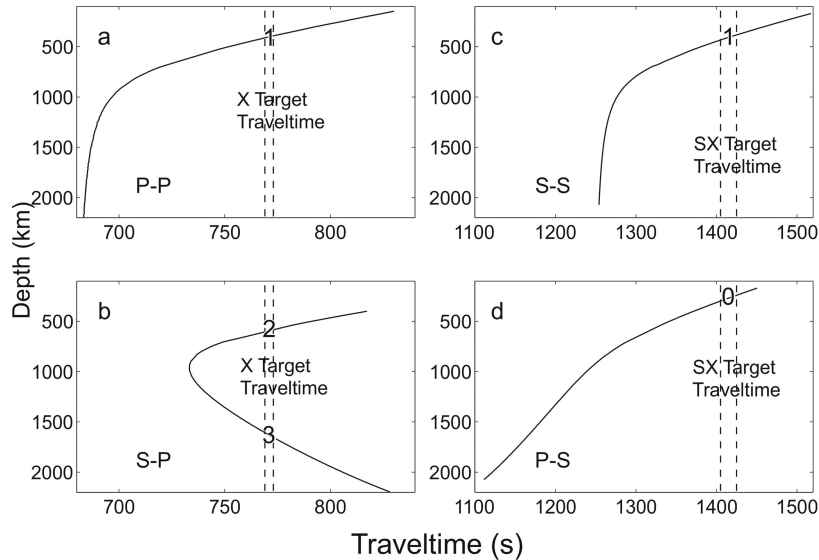 a
1
X Target
Traveltime
P-P
500
1000
1500
2000
700
750
800
c
1
SX Target
Traveltime
S-S
500
1000
1500
2000
1100
1200
1300
1400
1500
b
2
X Target
Traveltime
3
S-P
500
1000
1500
2000
700
750
800
d
0
SX Target
Traveltime
P-S
500
1000
1500
2000
1100
1200
1300
1400
1500
Depth (km)
Traveltime (s)